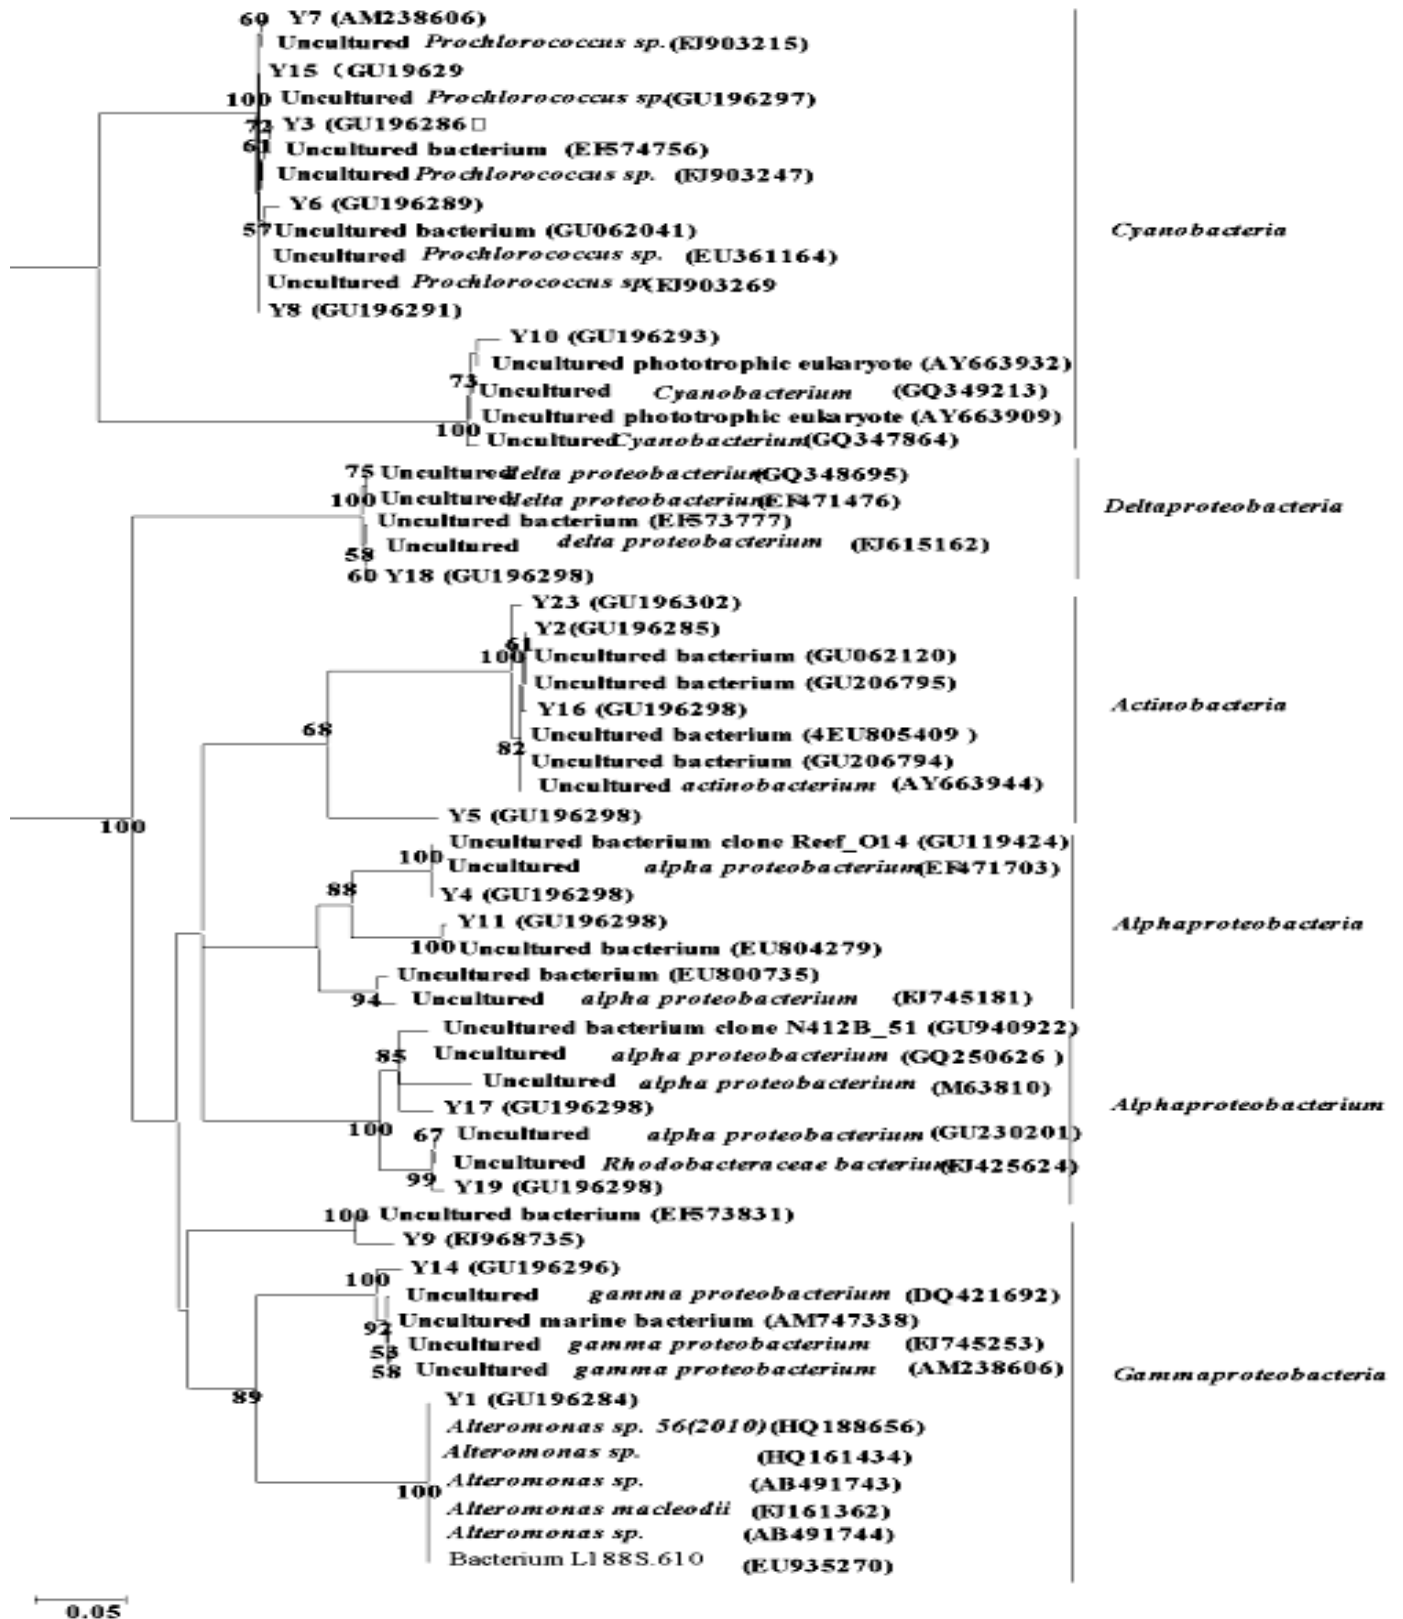 60 Y7 (AM238606)
Uncultured Prochlorococcus sp. (FJ903215)
Y15 (GU19629
100 Uncultured Prochlorococcus sp. (GU196297)
72 Y3 (GU196286□
61 Uncultured bacterium (EF574756)
Uncultured Prochlorococcus sp. (FJ903247)
Y6 (GU196289)
57 Uncultured bacterium (GU062041)
Cyanobacteria
Uncultured Prochlorococcus sp. (EU361164)
Uncultured Prochlorococcus sp(FJ903269
Y8 (GU196291)
Y10 (GU196293)
Uncultured phototrophic eukaryote (AY663932)
73 Uncultured Cyanobacterium (GQ349213)
Uncultured phototrophic eukaryote (AY663909)
100 Uncultured Cyanobacterium(GQ347864)
75 Uncultured delta proteobacterium(GQ348695)
100 Uncultured delta proteobacterium(EF471476)
Deltaproteobacteria
Uncultured bacterium (EF573777)
58 Uncultured delta proteobacterium (FJ615162)
60 Y18 (GU196298)
Y23 (GU196302)
Y2(GU196285)
61
100 Uncultured bacterium (GU062120)
Uncultured bacterium (GU206795)
Y16 (GU196298)
Actinobacteria
68
Uncultured bacterium (4EU805409 )
82
Uncultured bacterium (GU206794)
Uncultured actinobacterium (AY663944)
Y5 (GU196298)
100
Uncultured bacterium clone Reef_O14 (GU119424)
100 Uncultured alpha proteobacterium(EF471703)
88 Y4 (GU196298)
Y11 (GU196298)
Alphaproteobacteria
100 Uncultured bacterium (EU804279)
Uncultured bacterium (EU800735)
94 Uncultured alpha proteobacterium (FJ745181)
Uncultured bacterium clone N412B_51 (GU940922)
85 Uncultured alpha proteobacterium (GQ250626 )
Uncultured alpha proteobacterium (M63810)
Y17 (GU196298)
Alphaproteobacterium
100 67 Uncultured alpha proteobacterium (GU230201)
Uncultured Rhodobacteraceae bacterium(FJ425624)
99 Y19 (GU196298)
100 Uncultured bacterium (EF573831)
Y9 (FJ968735)
Y14 (GU196296)
100
Uncultured gamma proteobacterium (DQ421692)
92 Uncultured marine bacterium (AM747338)
53 Uncultured gamma proteobacterium (FJ745253)
58 Uncultured gamma proteobacterium (AM238606)
Gammaproteobacteria
89 Y1 (GU196284)
Alteromonas sp. 56(2010)(HQ188656)
Alteromonas sp. (HQ161434)
100 Alteromonas sp. (AB491743)
Alteromonas macleodii (FJ161362)
Alteromonas sp. (AB491744)
Bacterium L188S.610 (EU935270)
0.05